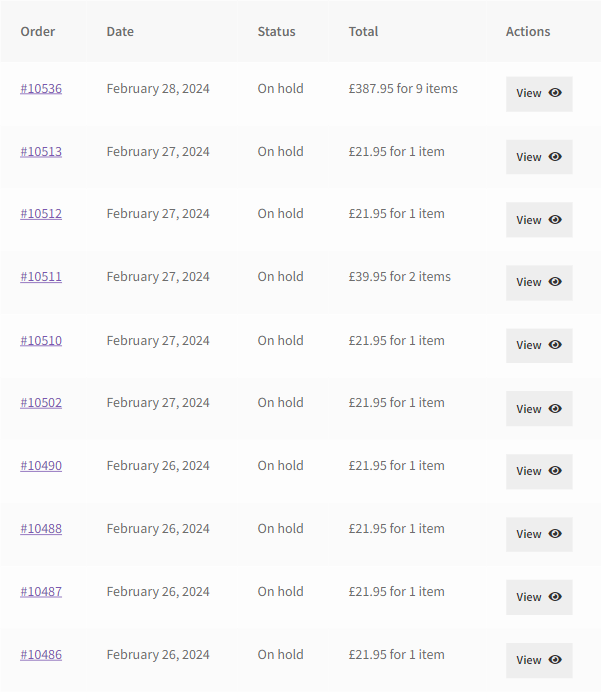 Order Date Status Total Actions
#10536 February 28, 2024 On hold £387.95 for 9 items View
#10513 February 27, 2024 On hold £21.95 for 1 item View
#10512 February 27, 2024 On hold £21.95 for 1 item View
#10511 February 27, 2024 On hold £39.95 for 2 items View
#10510 February 27, 2024 On hold £21.95 for 1 item View
#10502 February 27, 2024 On hold £21.95 for 1 item View
#10490 February 26, 2024 On hold £21.95 for 1 item View
#10488 February 26, 2024 On hold £21.95 for 1 item View
#10487 February 26, 2024 On hold £21.95 for 1 item View
#10486 February 26, 2024 On hold £21.95 for 1 item View